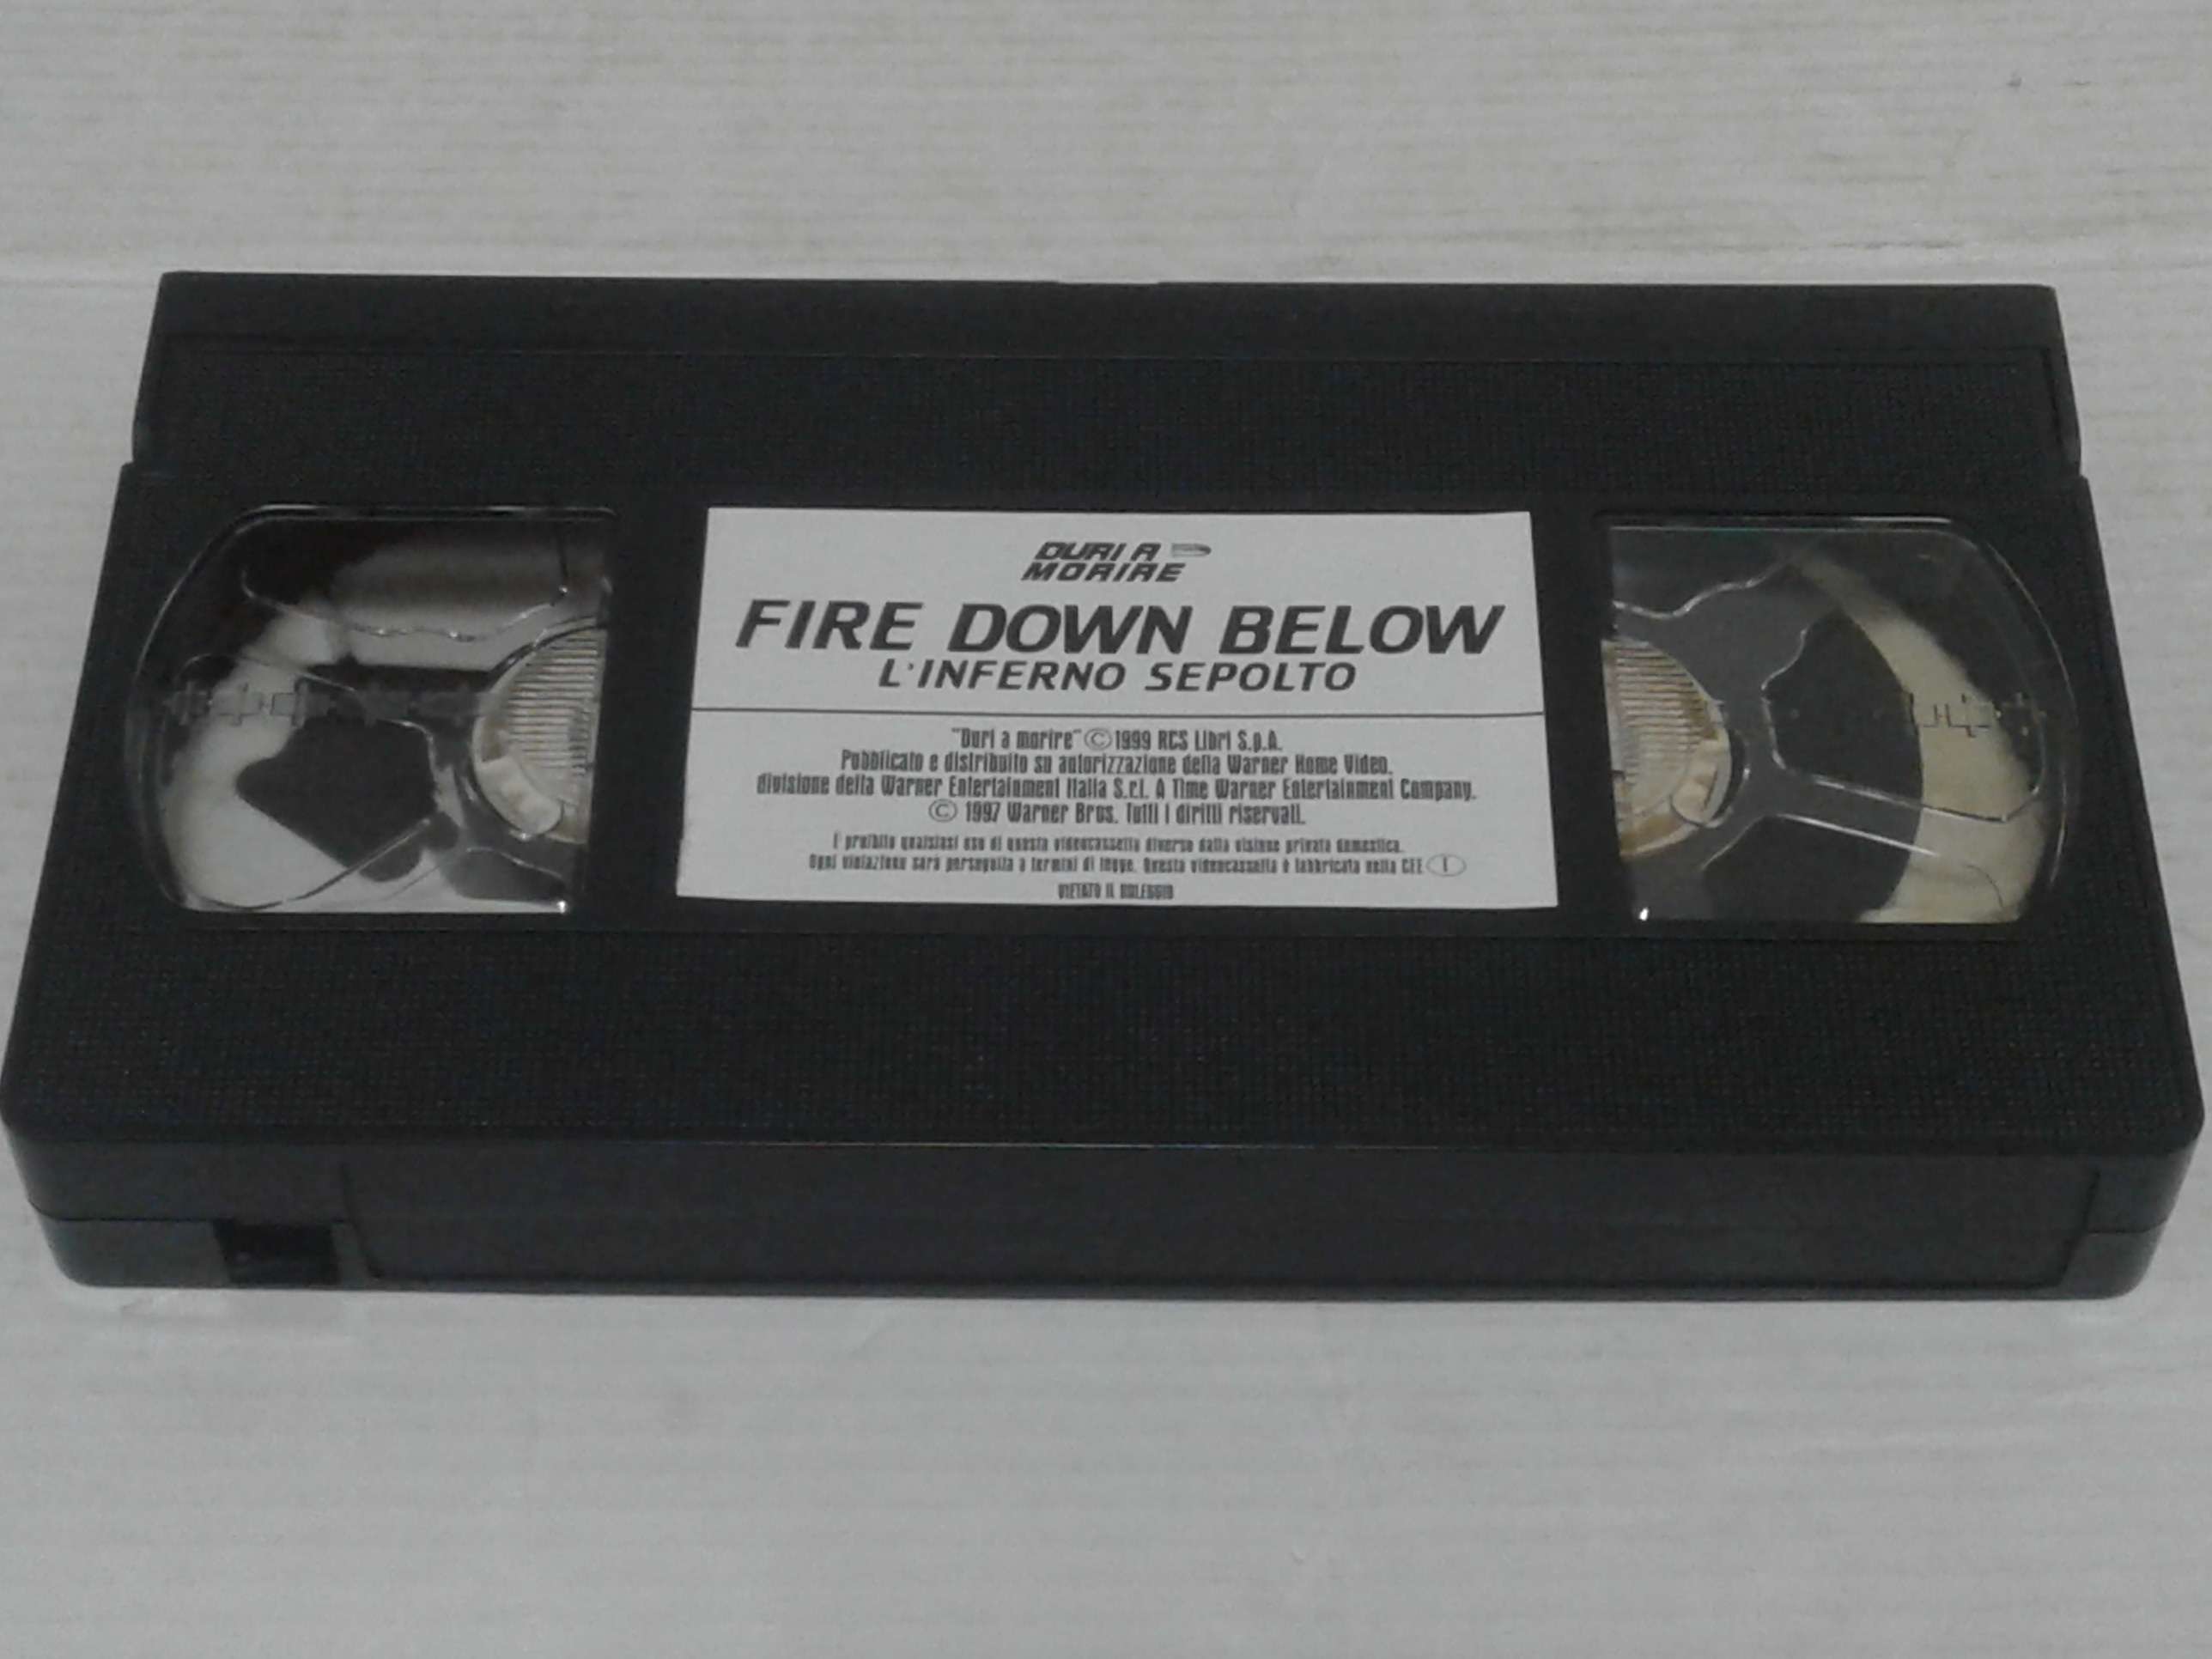 DURI A
MORIRE
FIRE DOWN BELOW
L'INFERNO SEPOLTO
"Duri a morire" © 1999 RCS Libri S.p.A.
Pubblicato e distribuito su autorizzazione della Warner Home Video,
divisione della Warner Entertainment Italia S.r.l. A Time Warner Entertainment Company.
© 1997 Warner Bros. Tutti i diritti riservati.
È proibito qualsiasi uso di questa videocassetta diverso dalla visione privata domestica.
Ogni violazione sarà perseguita a termini di legge. Questa videocassetta è fabbricata nella CEE I
VIETATO IL NOLEGGIO